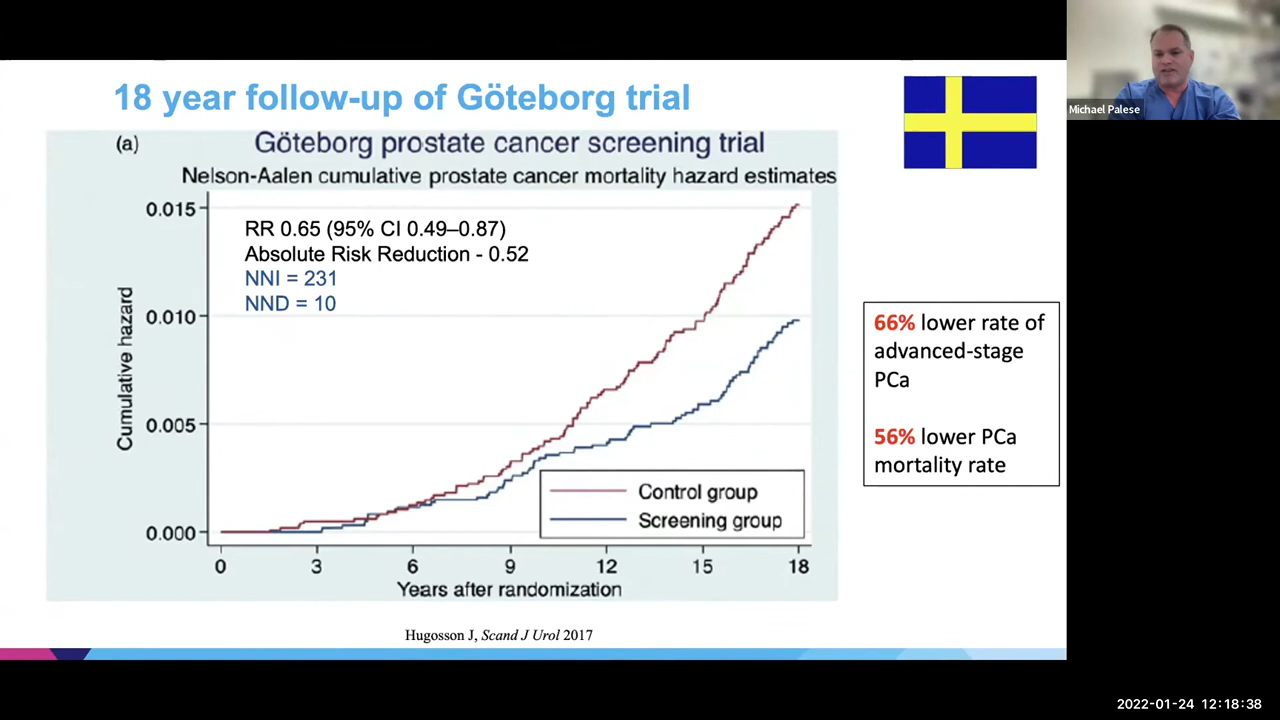 18 year follow-up of Göteborg trial
(a)
Göteborg prostate cancer screening trial
Nelson-Aalen cumulative prostate cancer mortality hazard estimates
RR 0.65 (95% CI 0.49–0.87)
Absolute Risk Reduction - 0.52
NNI = 231
NND = 10
Cumulative hazard
0.015
0.010
0.005
0.000
Control group
Screening group
0 3 6 9 12 15 18
Years after randomization
66% lower rate of
advanced-stage
PCa
56% lower PCa
mortality rate
Hugosson J, Scand J Urol 2017
Michael Palese
2022-01-24 12:18:38